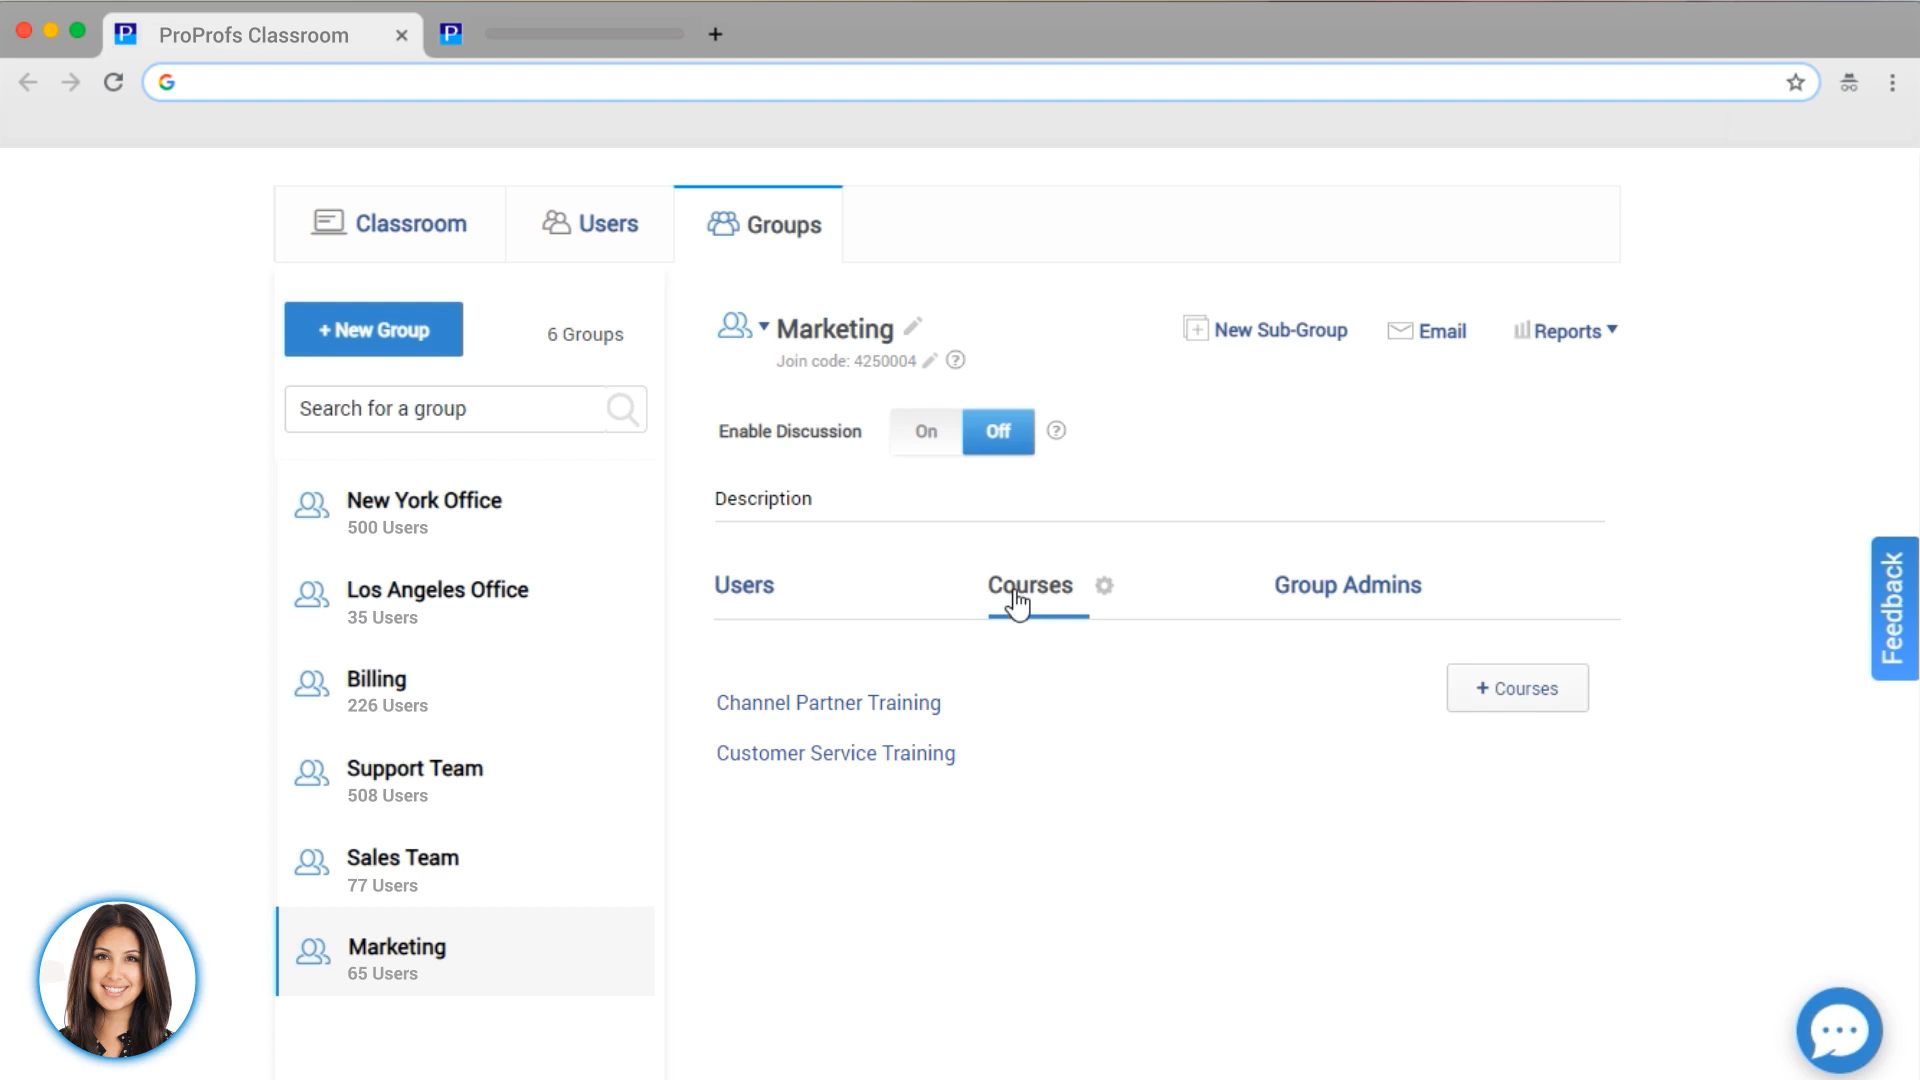 ProProfs Classroom
Classroom
Users
Groups
+ New Group
6 Groups
Search for a group
New York Office
500 Users
Los Angeles Office
35 Users
Billing
226 Users
Support Team
508 Users
Sales Team
77 Users
Marketing
65 Users
Marketing
Join code: 4250004
New Sub-Group
Email
Reports
Enable Discussion
On
Off
Description
Users
Courses
Group Admins
+ Courses
Channel Partner Training
Customer Service Training
Feedback